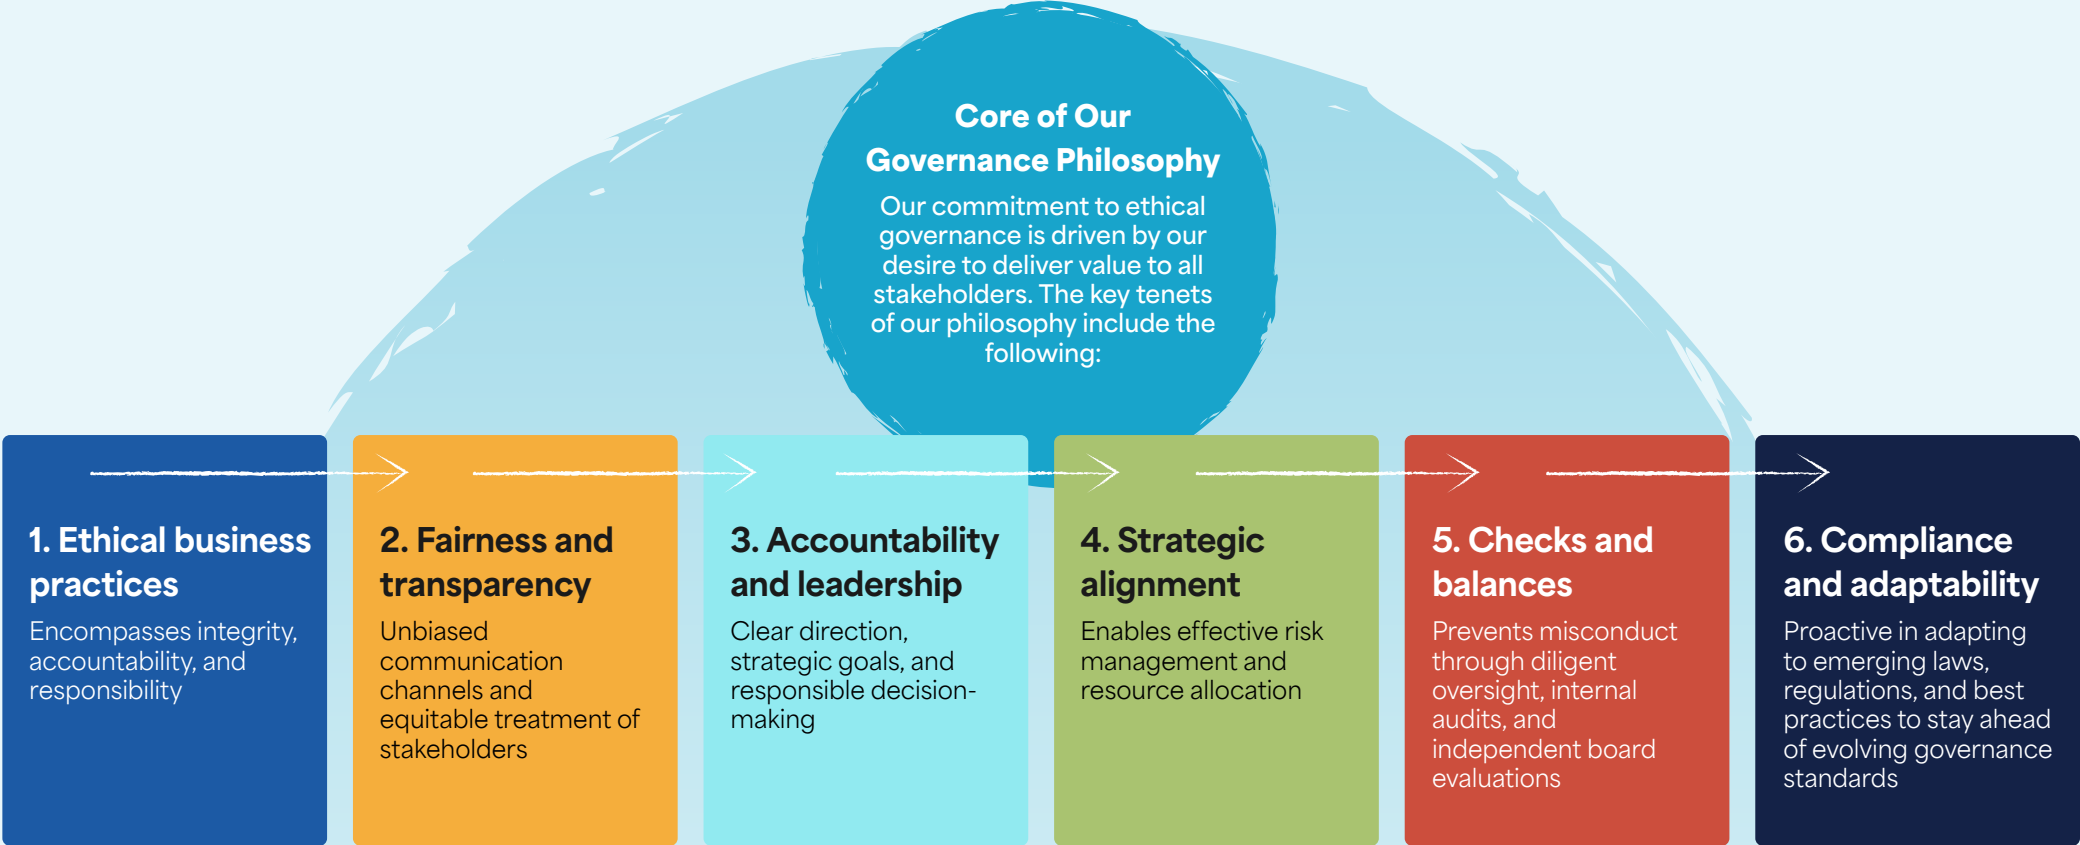 Core of Our
Governance Philosophy
Our commitment to ethical
governance is driven by our
desire to deliver value to all
stakeholders. The key tenets
of our philosophy include the
following:
1. Ethical business
practices
Encompasses integrity,
accountability, and
responsibility
2. Fairness and
transparency
Unbiased
communication
channels and
equitable treatment of
stakeholders
3. Accountability
and leadership
Clear direction,
strategic goals, and
responsible decision-
making
4. Strategic
alignment
Enables effective risk
management and
resource allocation
5. Checks and
balances
Prevents misconduct
through diligent
oversight, internal
audits, and
independent board
evaluations
6. Compliance
and adaptability
Proactive in adapting
to emerging laws,
regulations, and best
practices to stay ahead
of evolving governance
standards